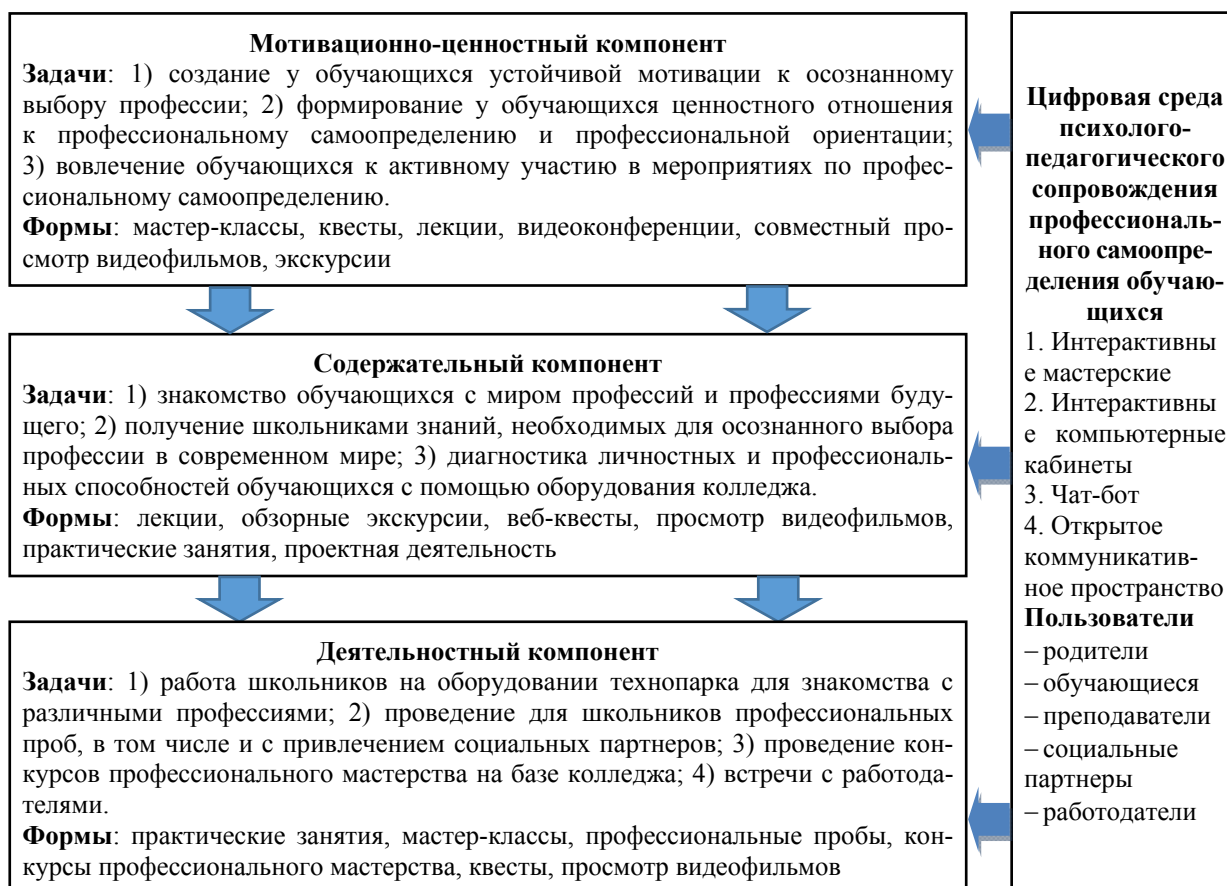 Мотивационно-ценностный компонент
Задачи: 1) создание у обучающихся устойчивой мотивации к осознанному
выбору профессии; 2) формирование у обучающихся ценностного отношения
к профессиональному самоопределению и профессиональной ориентации;
3) вовлечение обучающихся к активному участию в мероприятиях по профес-
сиональному самоопределению.
Формы: мастер-классы, квесты, лекции, видеоконференции, совместный про-
смотр видеофильмов, экскурсии
Содержательный компонент
Задачи: 1) знакомство обучающихся с миром профессий и профессиями буду-
щего; 2) получение школьниками знаний, необходимых для осознанного выбора
профессии в современном мире; 3) диагностика личностных и профессиональ-
ных способностей обучающихся с помощью оборудования колледжа.
Формы: лекции, обзорные экскурсии, веб-квесты, просмотр видеофильмов,
практические занятия, проектная деятельность
Деятельностный компонент
Задачи: 1) работа школьников на оборудовании технопарка для знакомства с
различными профессиями; 2) проведение для школьников профессиональных
проб, в том числе и с привлечением социальных партнеров; 3) проведение кон-
курсов профессионального мастерства на базе колледжа; 4) встречи с работода-
телями.
Формы: практические занятия, мастер-классы, профессиональные пробы, кон-
курсы профессионального мастерства, квесты, просмотр видеофильмов
Цифровая среда
психолого-
педагогического
сопровождения
профессиональ-
ного самоопре-
деления обучаю-
щихся
1. Интерактивны
е мастерские
2. Интерактивны
е компьютерные
кабинеты
3. Чат-бот
4. Открытое
коммуникатив-
ное пространство
Пользователи
– родители
– обучающиеся
– преподаватели
– социальные
партнеры
– работодатели